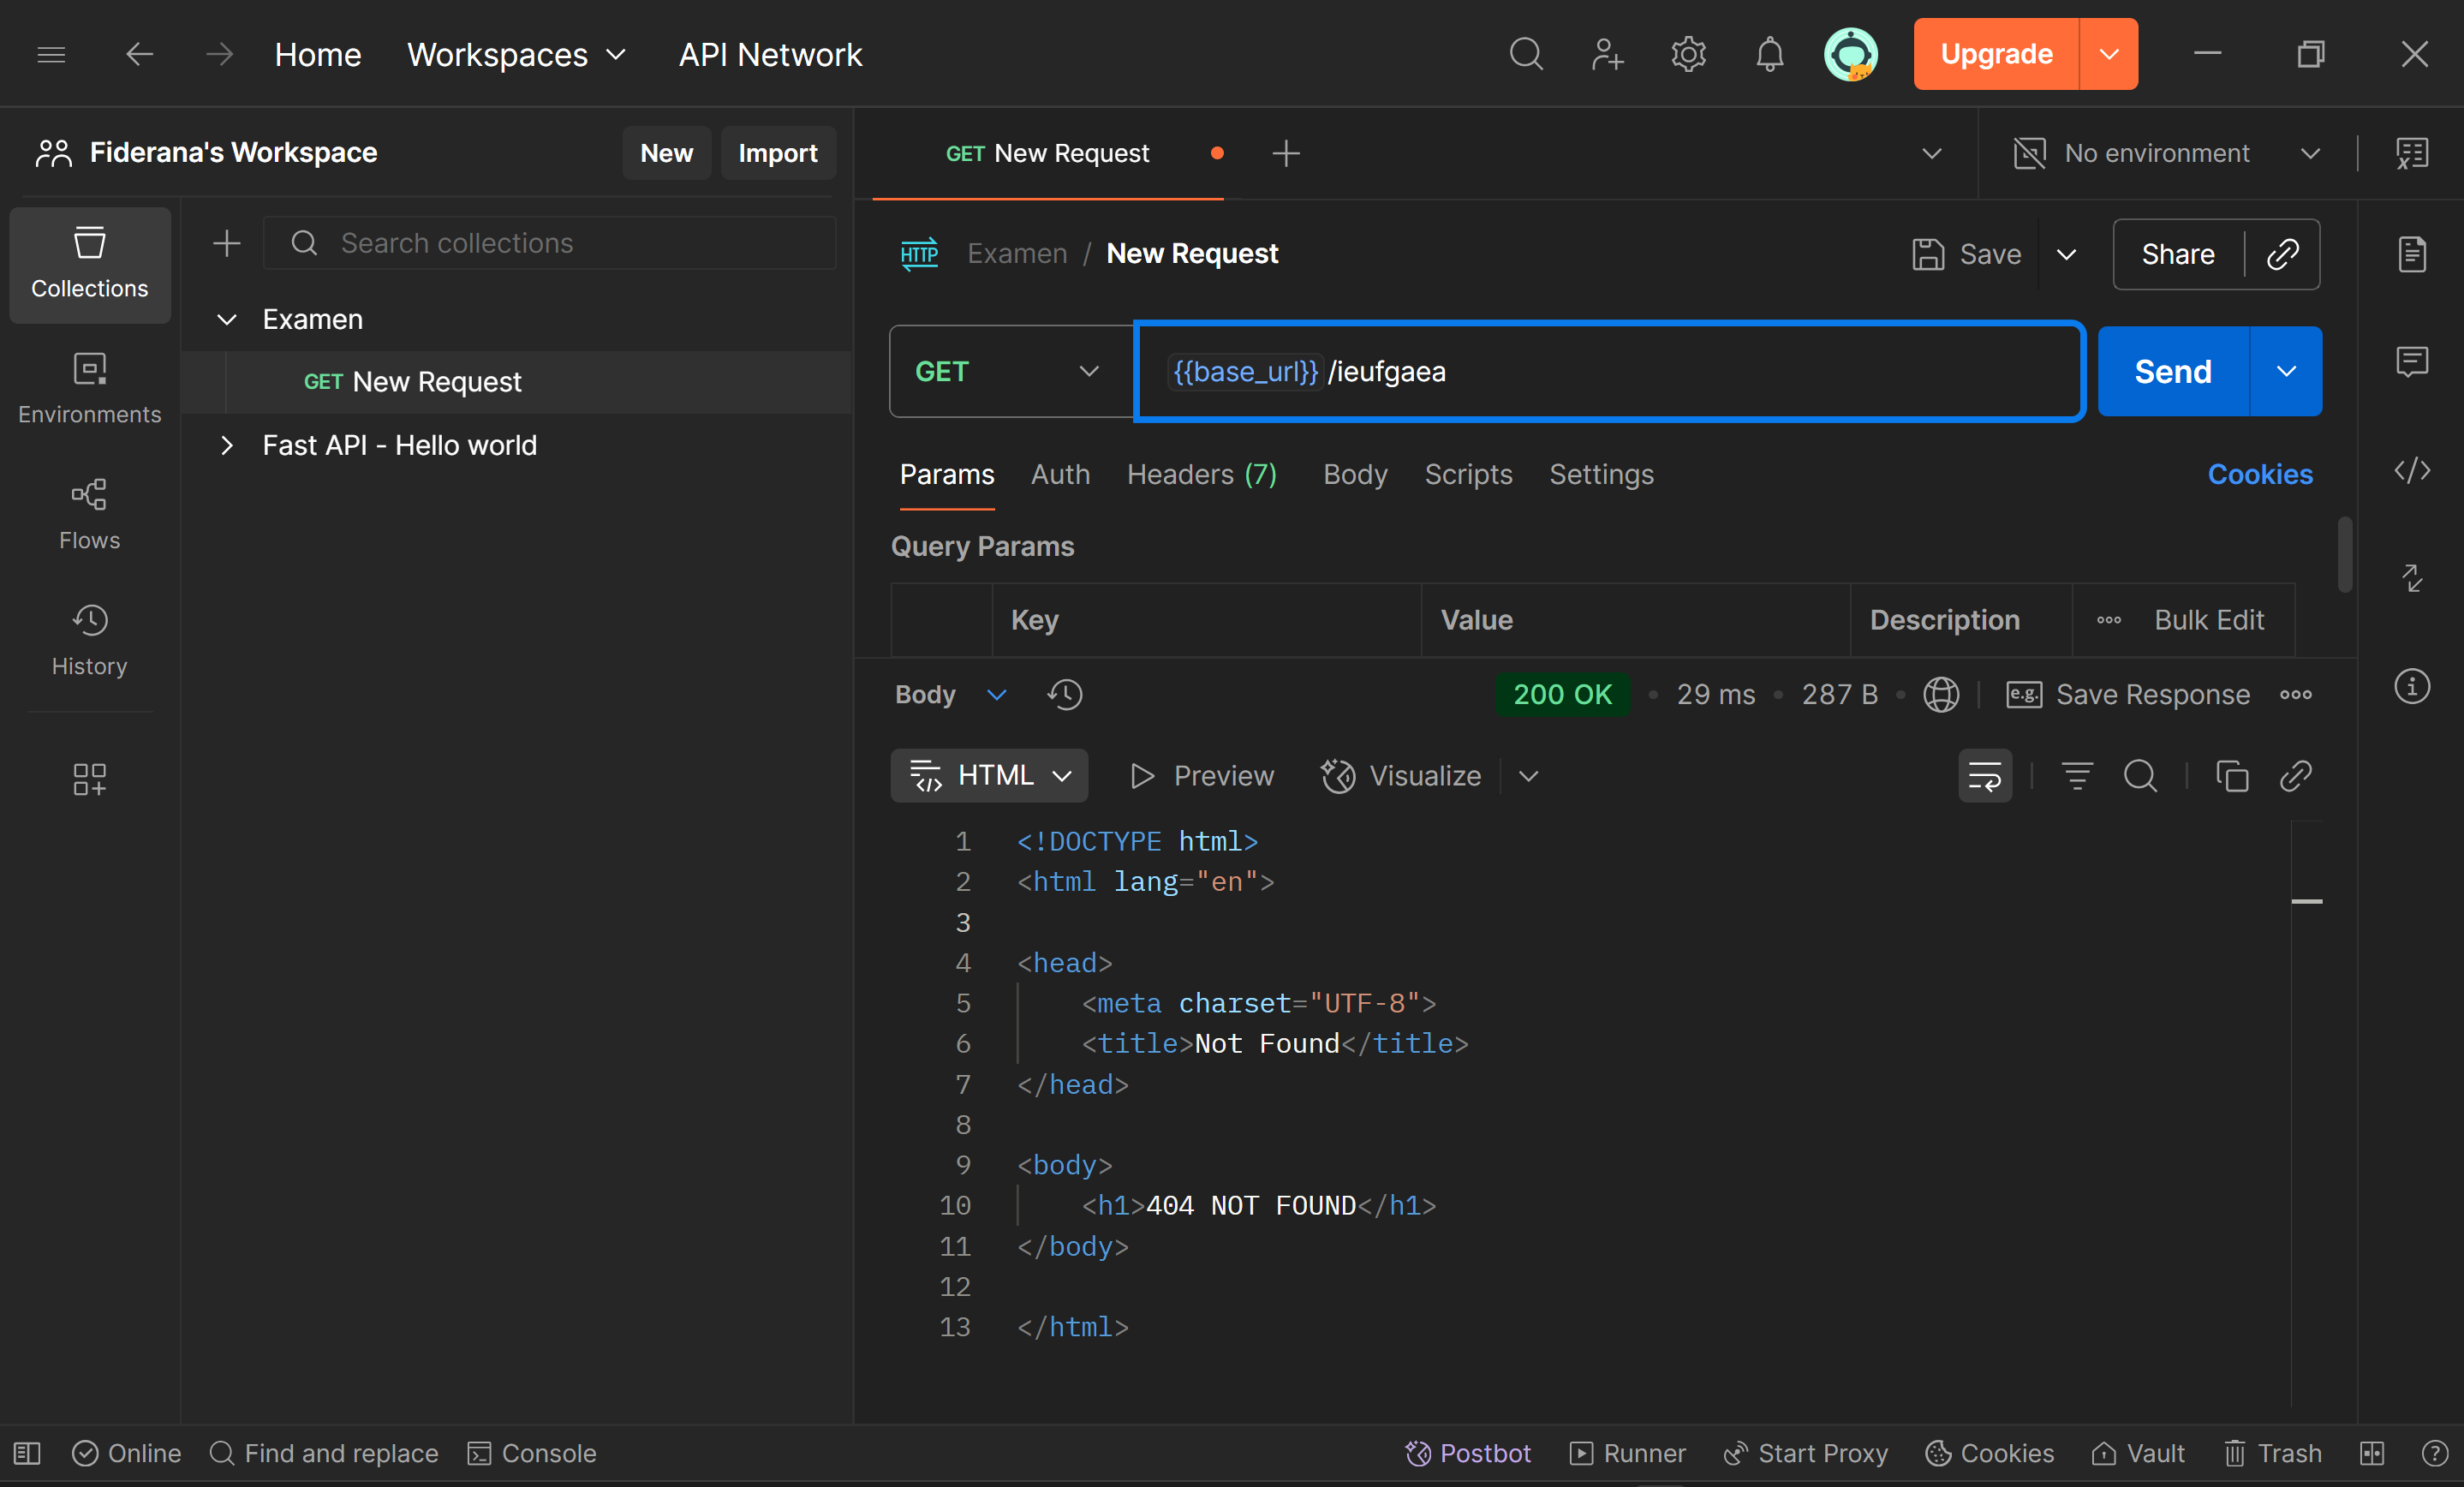 Home Workspaces API Network Upgrade
Fiderana's Workspace New Import
GET New Request No environment
Collections
Search collections
HTTP Examen / New Request Save Share
Examen
GET New Request
Fast API - Hello world
Environments
Flows
History
GET {{base_url}}/ieufgaea Send
Params Auth Headers (7) Body Scripts Settings Cookies
Query Params
Key Value Description Bulk Edit
Body 200 OK 29 ms 287 B e.g. Save Response
HTML Preview Visualize
1 <!DOCTYPE html>
2 <html lang="en">
3
4 <head>
5 <meta charset="UTF-8">
6 <title>Not Found</title>
7 </head>
8
9 <body>
10 <h1>404 NOT FOUND</h1>
11 </body>
12
13 </html>
Online Find and replace Console Postbot Runner Start Proxy Cookies Vault Trash